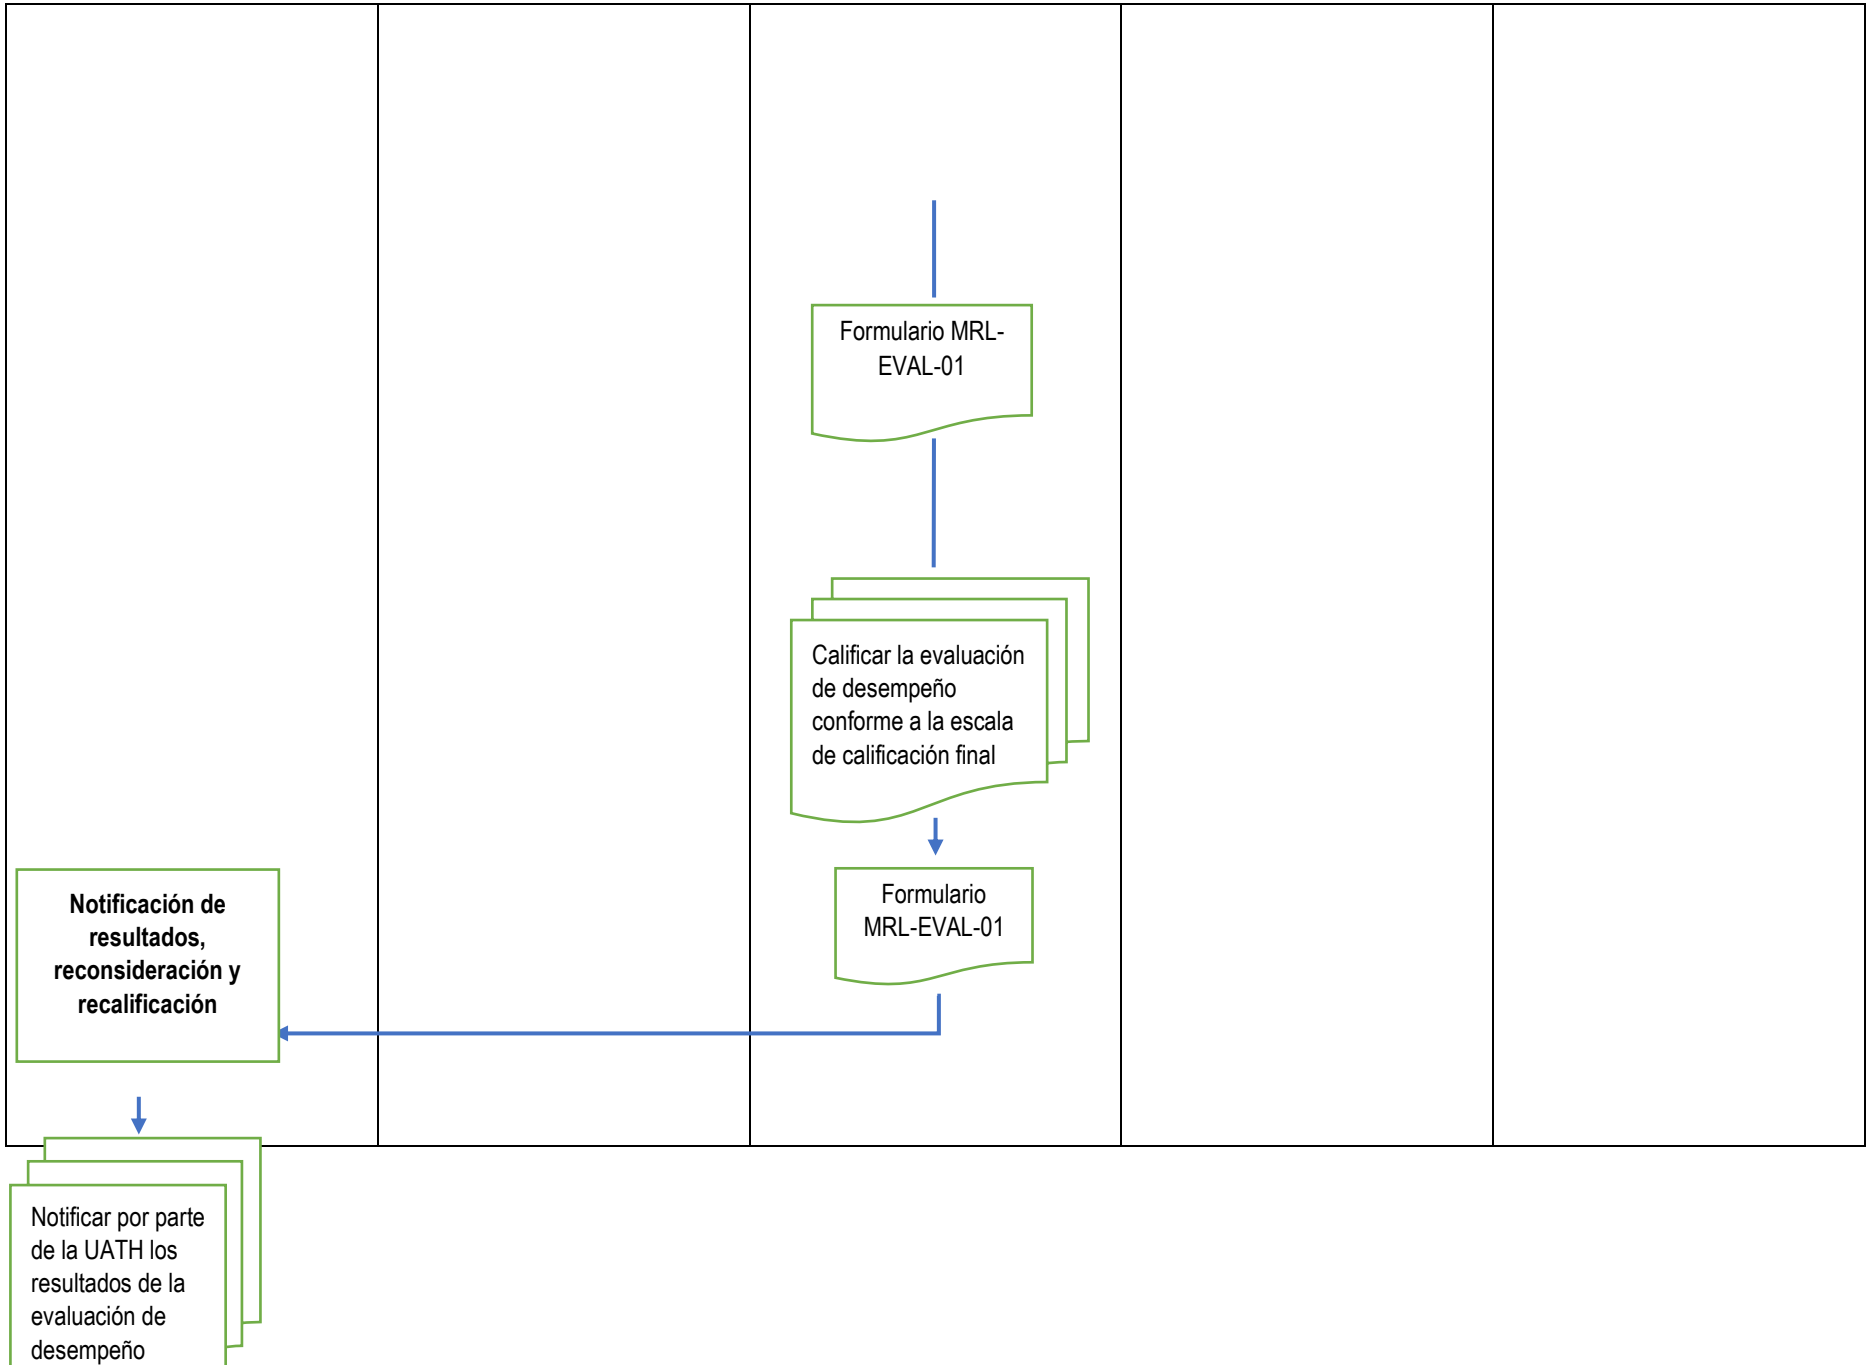 Formulario MRL-
EVAL-01
Calificar la evaluación
de desempeño
conforme a la escala
de calificación final
Formulario
MRL-EVAL-01
Notificación de
resultados,
reconsideración y
recalificación
Notificar por parte
de la UATH los
resultados de la
evaluación de
desempeño